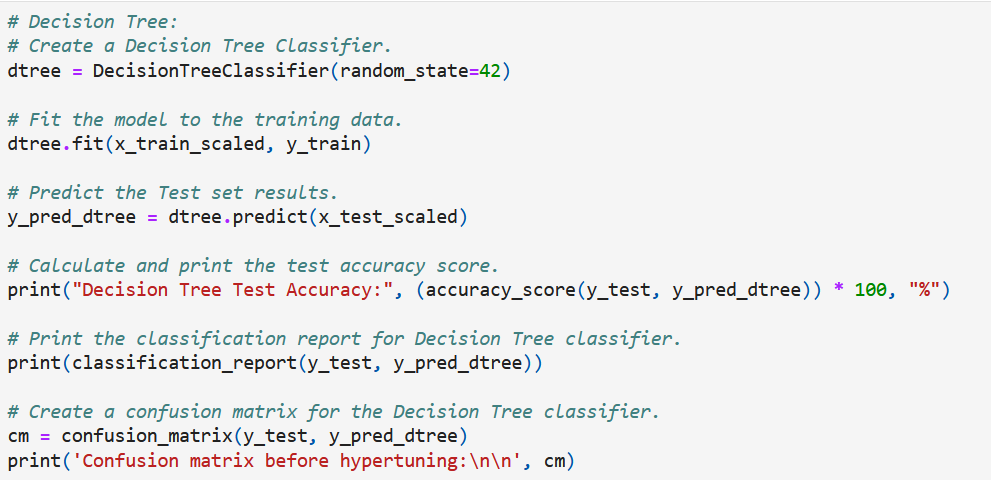 # Decision Tree:
# Create a Decision Tree Classifier.
dtree = DecisionTreeClassifier(random_state=42)
# Fit the model to the training data.
dtree.fit(x_train_scaled, y_train)
# Predict the Test set results.
y_pred_dtree = dtree.predict(x_test_scaled)
# Calculate and print the test accuracy score.
print("Decision Tree Test Accuracy:", (accuracy_score(y_test, y_pred_dtree)) * 100, "%")
# Print the classification report for Decision Tree classifier.
print(classification_report(y_test, y_pred_dtree))
# Create a confusion matrix for the Decision Tree classifier.
cm = confusion_matrix(y_test, y_pred_dtree)
print('Confusion matrix before hypertuning:\n\n', cm)